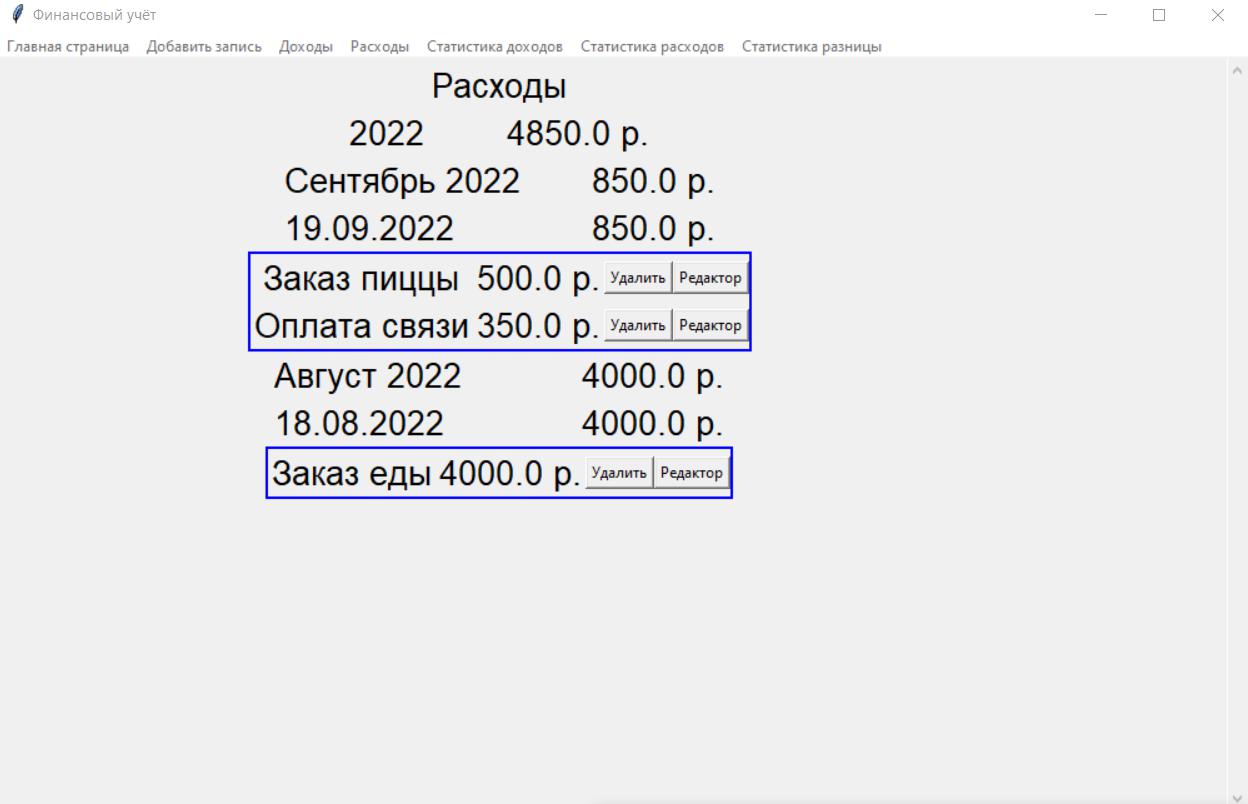 Финансовый учёт
Главная страница Добавить запись Доходы Расходы Статистика доходов Статистика расходов Статистика разницы
Расходы
2022 4850.0 р.
Сентябрь 2022 850.0 р.
19.09.2022 850.0 р.
Заказ пиццы 500.0 р. Удалить Редактор
Оплата связи 350.0 р. Удалить Редактор
Август 2022 4000.0 р.
18.08.2022 4000.0 р.
Заказ еды 4000.0 р. Удалить Редактор